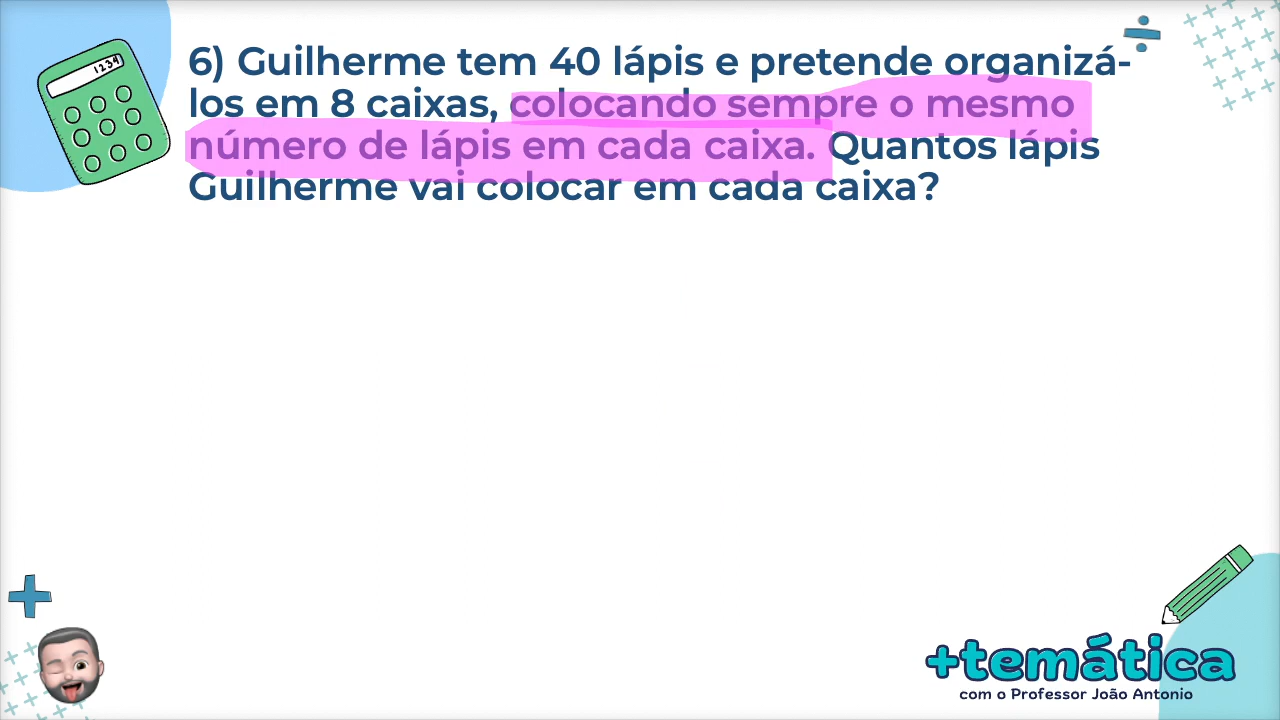 1234
6) Guilherme tem 40 lápis e pretende organizá-
los em 8 caixas, colocando sempre o mesmo
número de lápis em cada caixa. Quantos lápis
Guilherme vai colocar em cada caixa?
+temática
com o Professor João Antonio